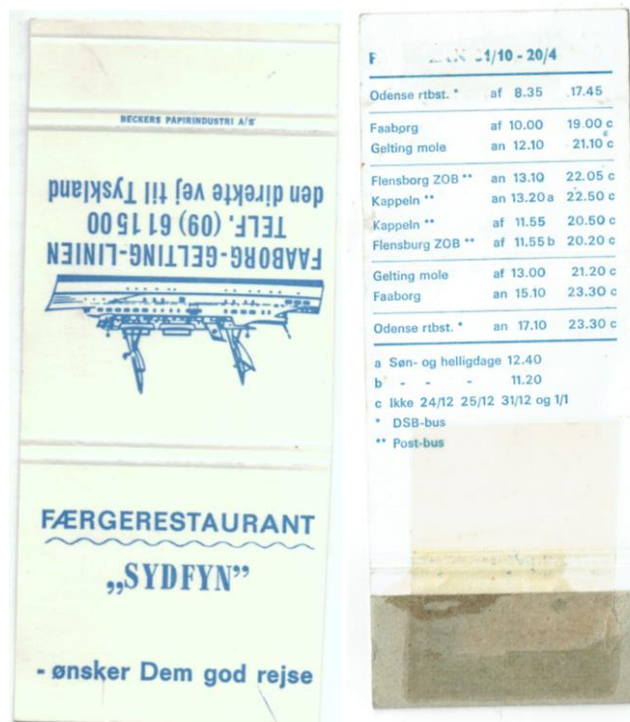 BECKERS PAPIRINDUSTRI A/S
FAABORG-GELTING-LINIEN
TELF. (09) 61 15 00
den direkte vej til Tyskland
FÆRGERESTAURANT
„SYDFYN”
- ønsker Dem god rejse
1/10 - 20/4
Odense rtbst. * af 8.35 17.45
Faaborg af 10.00 19.00 c
Gelting mole an 12.10 21.10 c
Flensborg ZOB ** an 13.10 22.05 c
Kappeln ** an 13.20 a 22.50 c
Kappeln ** af 11.55 20.50 c
Flensburg ZOB ** af 11.55 b 20.20 c
Gelting mole af 13.00 21.20 c
Faaborg an 15.10 23.30 c
Odense rtbst. * an 17.10 23.30 c
a Søn- og helligdage 12.40
b - - - 11.20
c Ikke 24/12 25/12 31/12 og 1/1
* DSB-bus
** Post-bus